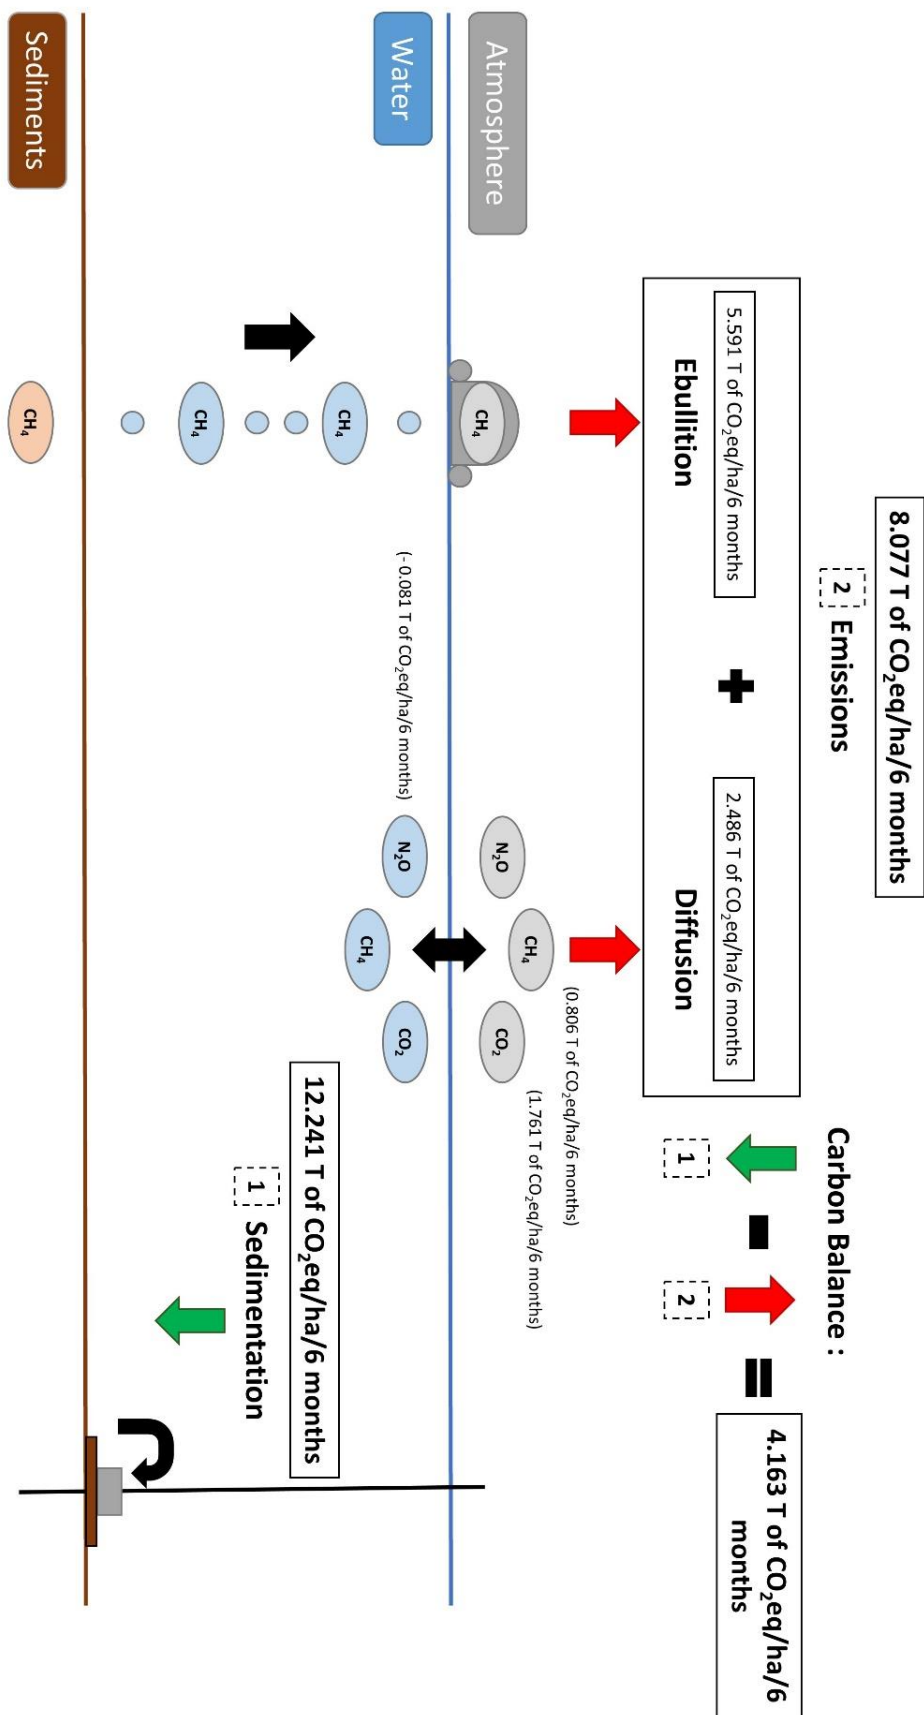 8.077 T of CO₂eq/ha/6 months
2 Emissions
Carbon Balance :
5.591 T of CO₂eq/ha/6 months
Ebullition
+
2.486 T of CO₂eq/ha/6 months
Diffusion
1
-
2
=
4.163 T of CO₂eq/ha/6
months
(0.806 T of CO₂eq/ha/6 months)
(1.761 T of CO₂eq/ha/6 months)
Atmosphere
CH₄
N₂O
CH₄
CO₂
Water
(- 0.081 T of CO₂eq/ha/6 months)
CH₄
N₂O
CH₄
CO₂
CH₄
12.241 T of CO₂eq/ha/6 months
1 Sedimentation
Sediments
CH₄